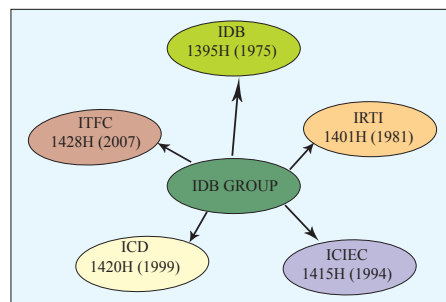 IDB
1395H (1975)
ITFC
1428H (2007)
IRTI
1401H (1981)
IDB GROUP
ICD
1420H (1999)
ICIEC
1415H (1994)